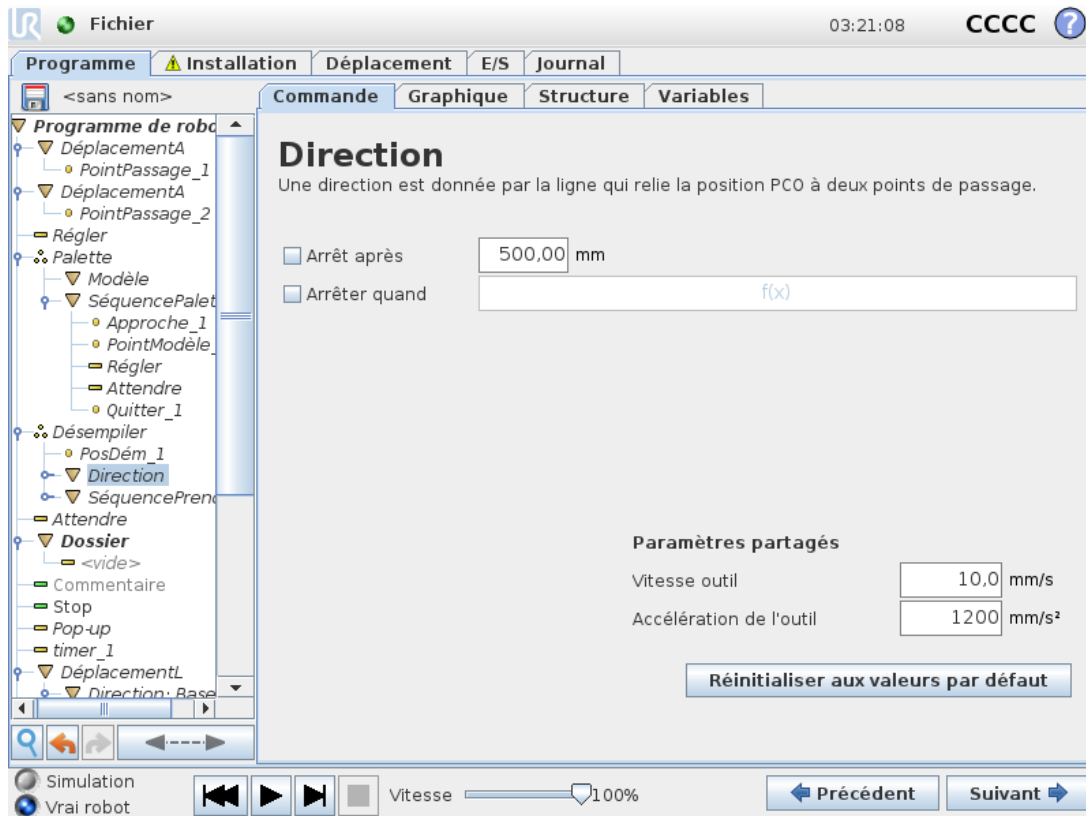 UR Fichier 03:21:08 CCCC ?
Programme Installation Déplacement E/S Journal
<sans nom>
Commande Graphique Structure Variables
Programme de robo
DéplacementA
PointPassage_1
DéplacementA
PointPassage_2
Régler
Palette
Modèle
SéquencePalet
Approche_1
PointModèle_
Régler
Attendre
Quitter_1
Désempiler
PosDém_1
Direction
SéquencePrend
Attendre
Dossier
<vide>
Commentaire
Stop
Pop-up
timer_1
DéplacementL
Direction: Base
Direction
Une direction est donnée par la ligne qui relie la position PCO à deux points de passage.
Arrêt après 500,00 mm
Arrêter quand f(x)
Paramètres partagés
Vitesse outil 10,0 mm/s
Accélération de l'outil 1200 mm/s²
Réinitialiser aux valeurs par défaut
Simulation
Vrai robot
Vitesse 100%
Précédent Suivant